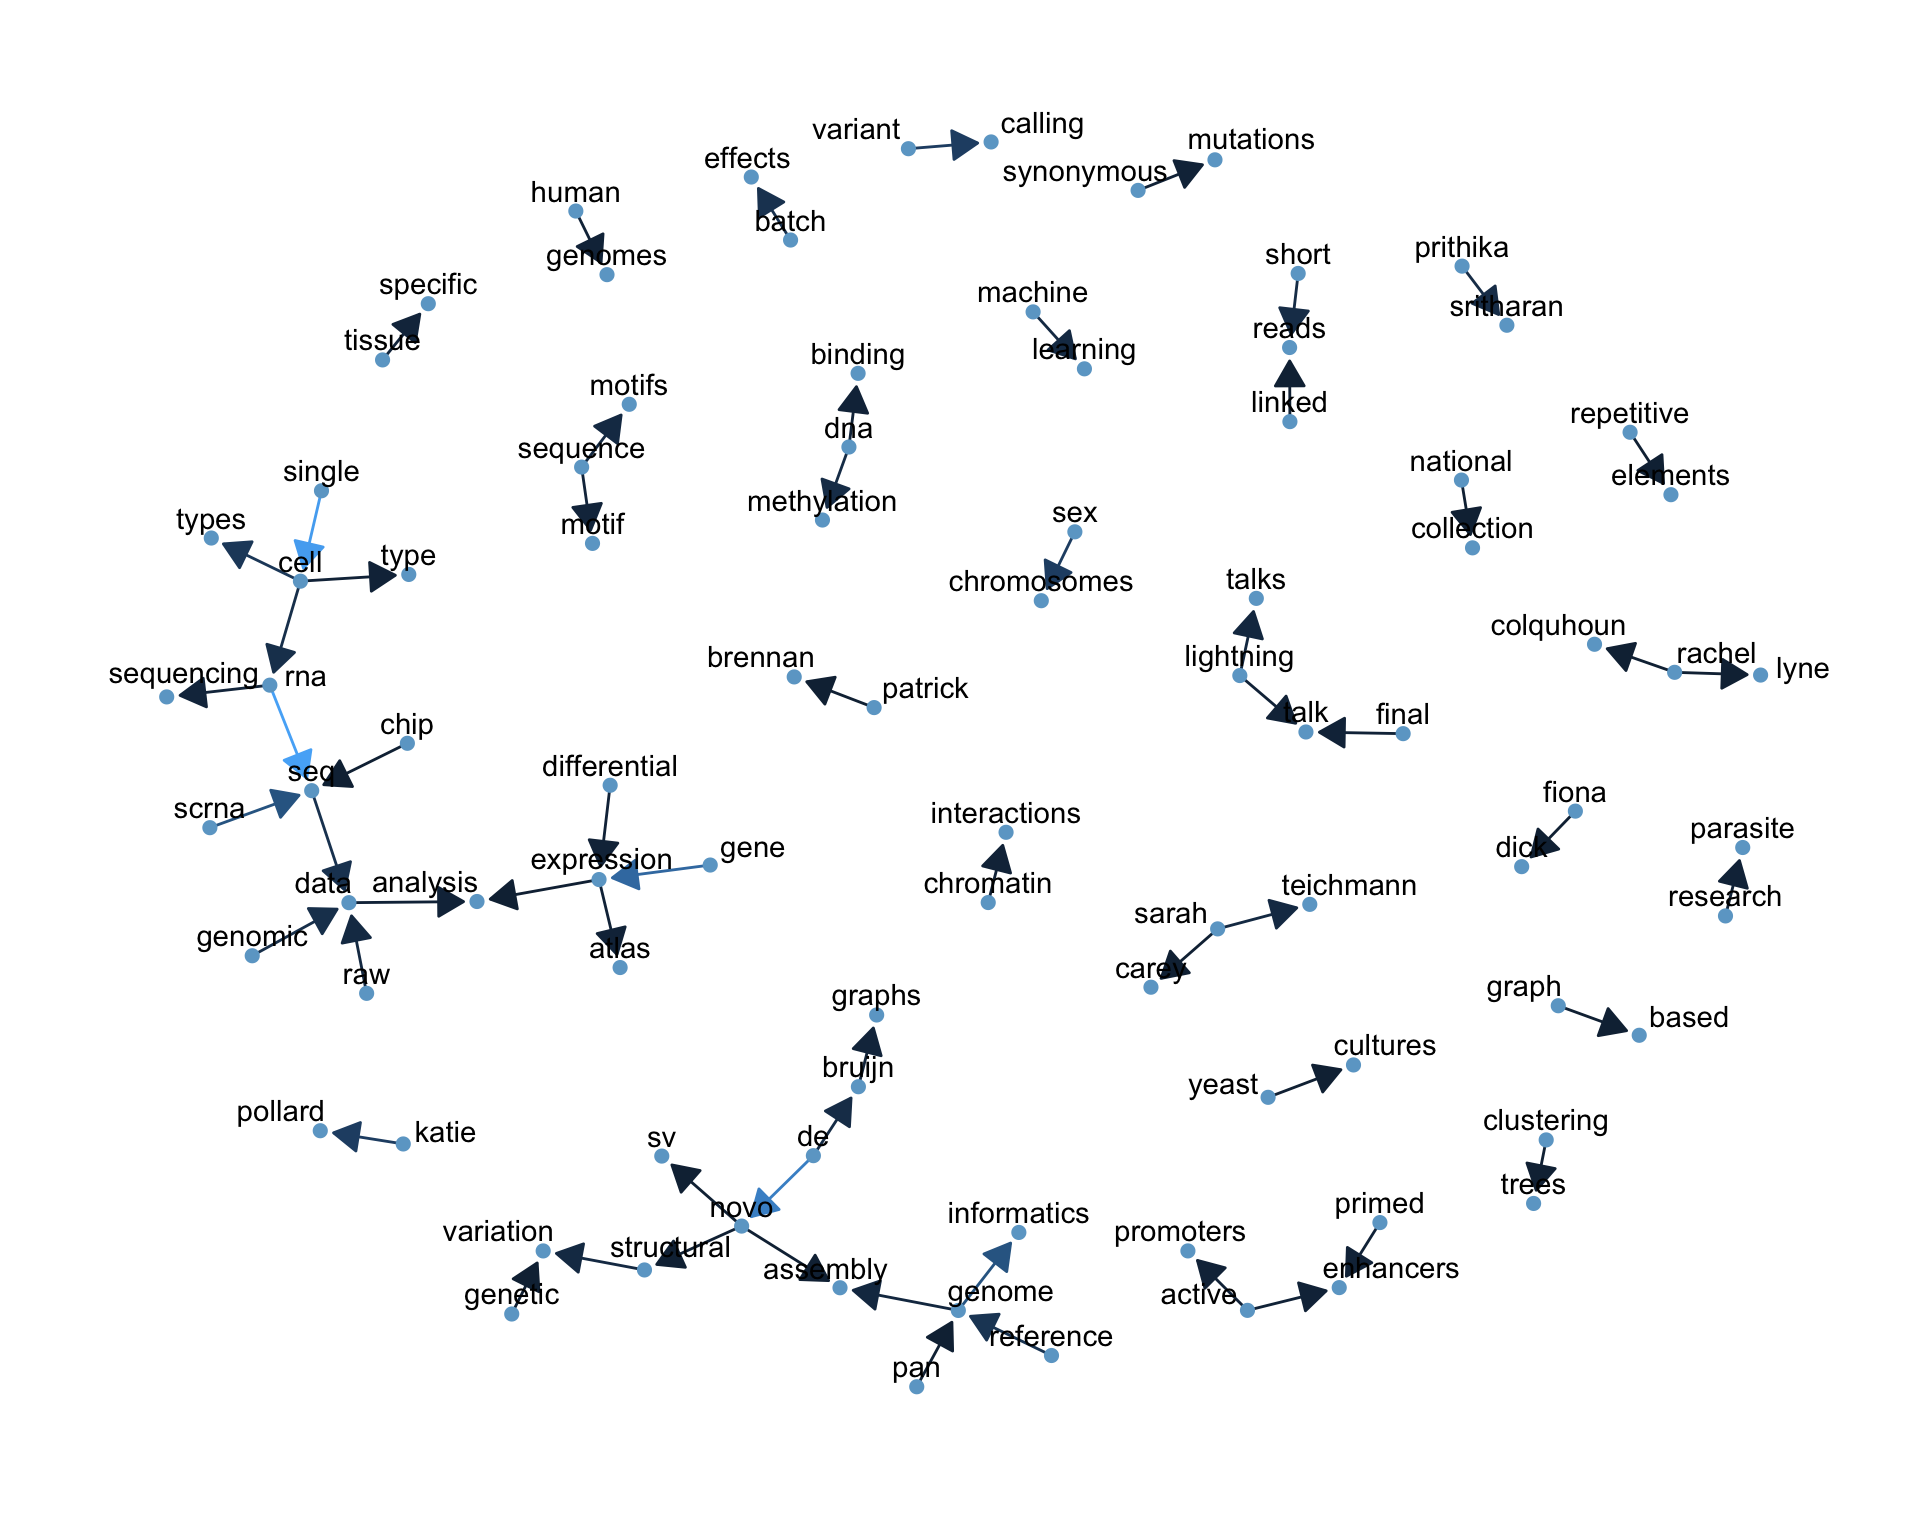 variant
calling
mutations
synonymous
effects
batch
human
genomes
specific
tissue
short
reads
linked
prithika
sritharan
machine
learning
binding
dna
methylation
motifs
sequence
motif
repetitive
elements
national
collection
single
types
cell
type
sex
chromosomes
talks
lightning
talk
final
colquhoun
rachel
lyne
sequencing
rna
brennan
patrick
chip
seq
scrna
differential
expression
gene
data
analysis
genomic
raw
atlas
interactions
chromatin
fiona
dick
parasite
research
teichmann
sarah
carey
graphs
bruijn
de
graph
based
cultures
yeast
pollard
katie
sv
novo
clustering
trees
variation
structural
genetic
assembly
informatics
genome
reference
pan
promoters
primed
enhancers
active